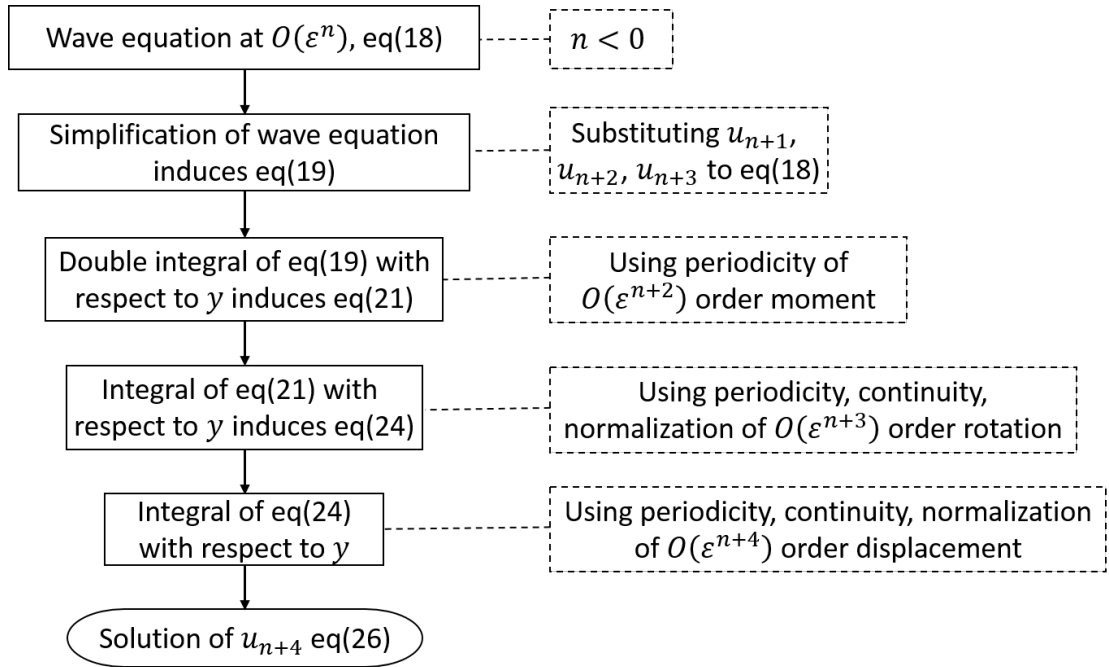 Wave equation at O(εⁿ), eq(18)
n < 0
Simplification of wave equation
induces eq(19)
Substituting uₙ₊₁,
uₙ₊₂, uₙ₊₃ to eq(18)
Double integral of eq(19) with
respect to y induces eq(21)
Using periodicity of
O(εⁿ⁺²) order moment
Integral of eq(21) with
respect to y induces eq(24)
Using periodicity, continuity,
normalization of O(εⁿ⁺³) order rotation
Integral of eq(24)
with respect to y
Using periodicity, continuity, normalization
of O(εⁿ⁺⁴) order displacement
Solution of uₙ₊₄ eq(26)